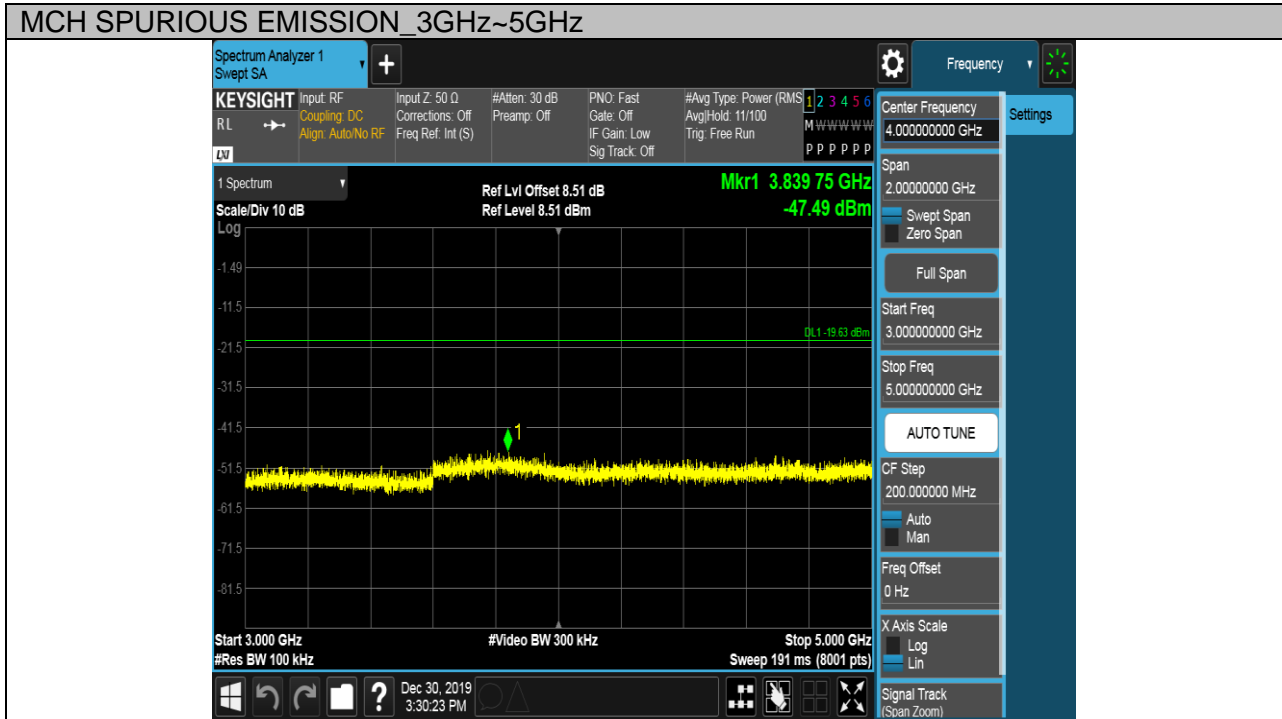 MCH SPURIOUS EMISSION_3GHz~5GHz
Spectrum Analyzer 1
Swept SA
+
Frequency
KEYSIGHT
RL
LXI
Input: RF
Coupling: DC
Align: Auto/No RF
Input Z: 50 Ω
Corrections: Off
Freq Ref: Int (S)
#Atten: 30 dB
Preamp: Off
PNO: Fast
Gate: Off
IF Gain: Low
Sig Track: Off
#Avg Type: Power (RMS
Avg|Hold: 11/100
Trig: Free Run
1 2 3 4 5 6
M W W W W W
P P P P P P
1 Spectrum
Scale/Div 10 dB
Ref Lvl Offset 8.51 dB
Ref Level 8.51 dBm
Mkr1 3.839 75 GHz
-47.49 dBm
Log
-1.49
-11.5
DL1 -19.63 dBm
-21.5
-31.5
-41.5
1
-51.5
-61.5
-71.5
-81.5
Start 3.000 GHz
#Res BW 100 kHz
#Video BW 300 kHz
Stop 5.000 GHz
Sweep 191 ms (8001 pts)
?
Dec 30, 2019
3:30:23 PM
Center Frequency
4.000000000 GHz
Settings
Span
2.00000000 GHz
Swept Span
Zero Span
Full Span
Start Freq
3.000000000 GHz
Stop Freq
5.000000000 GHz
AUTO TUNE
CF Step
200.000000 MHz
Auto
Man
Freq Offset
0 Hz
X Axis Scale
Log
Lin
Signal Track
(Span Zoom)